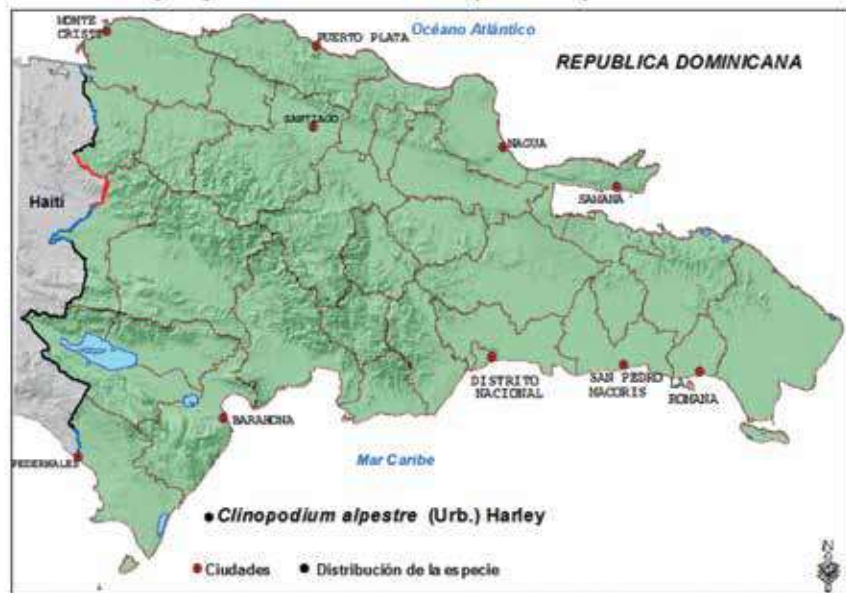 MONTE
CRISTI
PUERTO PLATA
Océano Atlántico
REPUBLICA DOMINICANA
SANTIAGO
NAGUA
Haití
SAMANA
DISTRITO
NACIONAL
SAN PEDRO
MACORIS
LA
ROMANA
BARAHONA
Mar Caribe
PEDERNALES
Clinopodium alpestre (Urb.) Harley
Ciudades
Distribución de la especie
N